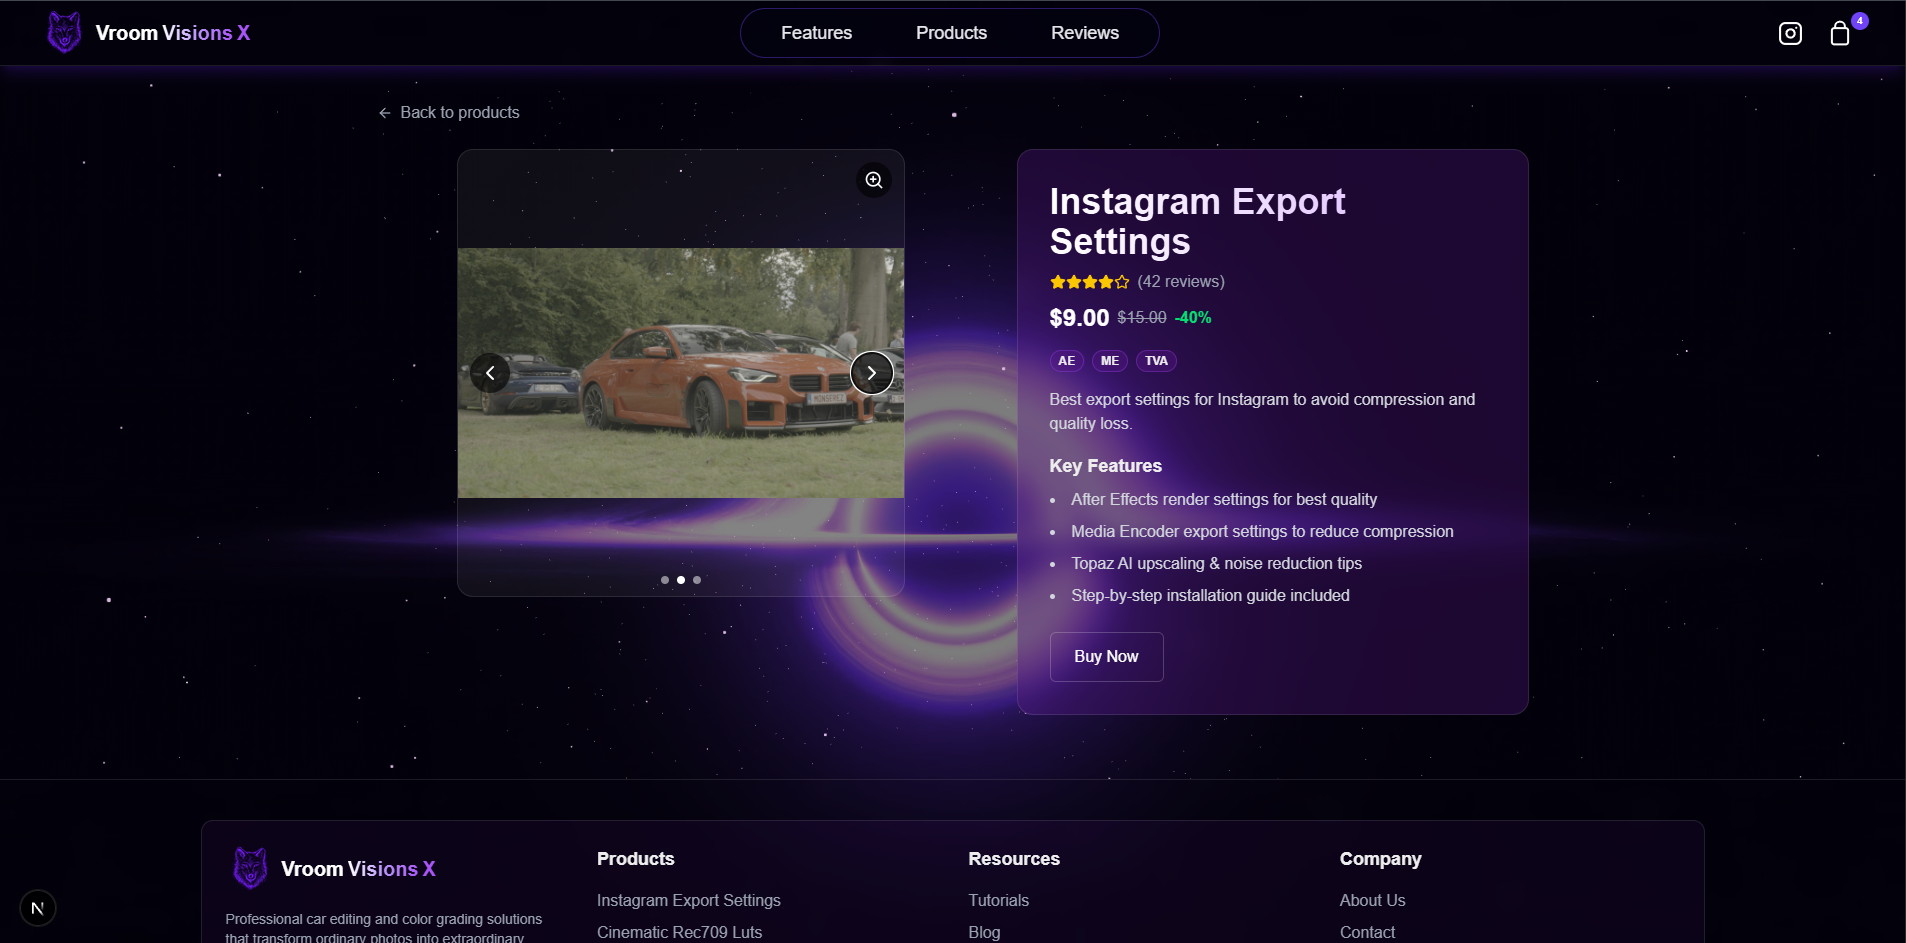 Vroom Visions X
Features
Products
Reviews
4
Back to products
Instagram Export
Settings
(42 reviews)
$9.00 $15.00 -40%
AE ME TVA
Best export settings for Instagram to avoid compression and
quality loss.
Key Features
After Effects render settings for best quality
Media Encoder export settings to reduce compression
Topaz AI upscaling & noise reduction tips
Step-by-step installation guide included
Buy Now
Vroom Visions X
Professional car editing and color grading solutions
that transform ordinary photos into extraordinary
Products
Instagram Export Settings
Cinematic Rec709 Luts
Resources
Tutorials
Blog
Company
About Us
Contact
N